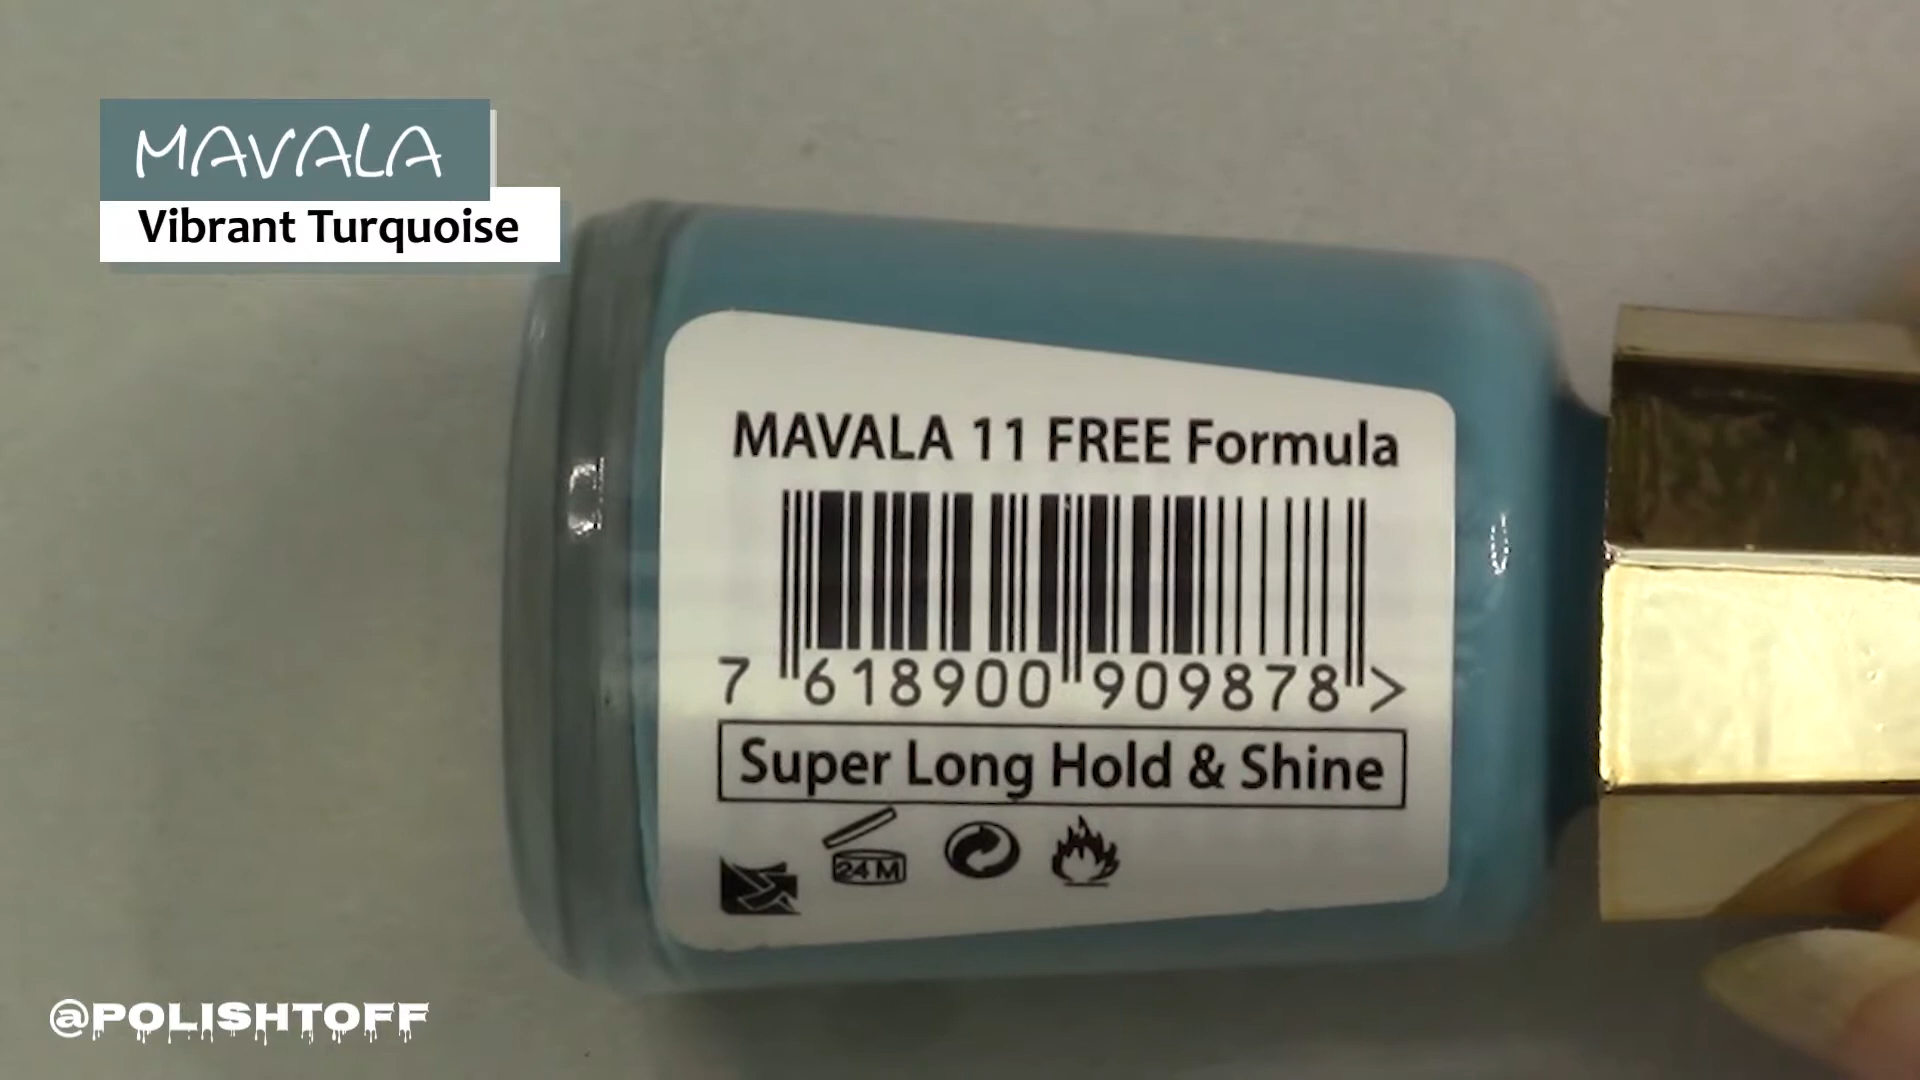 MAVALA
Vibrant Turquoise
MAVALA 11 FREE Formula
7 618900 909878 >
Super Long Hold & Shine
24 M
@POLISHTOFF